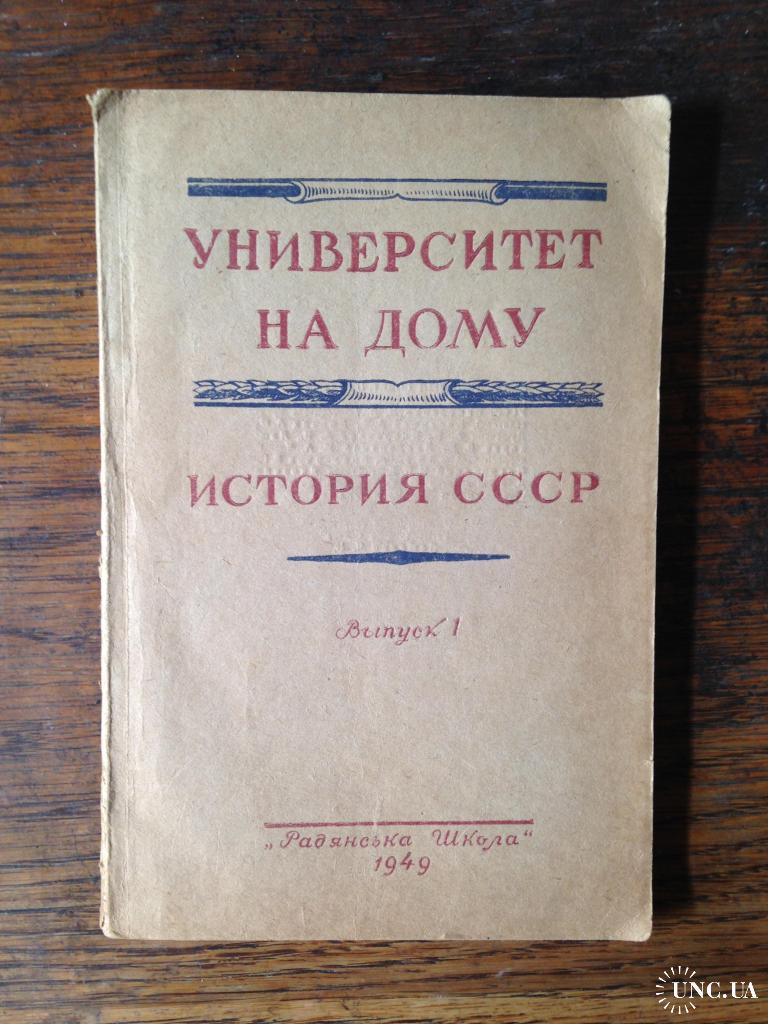 УНИВЕРСИТЕТ
НА ДОМУ
ИСТОРИЯ СССР
Выпуск 1
„Радянська Школа“
1949
UNC.UA